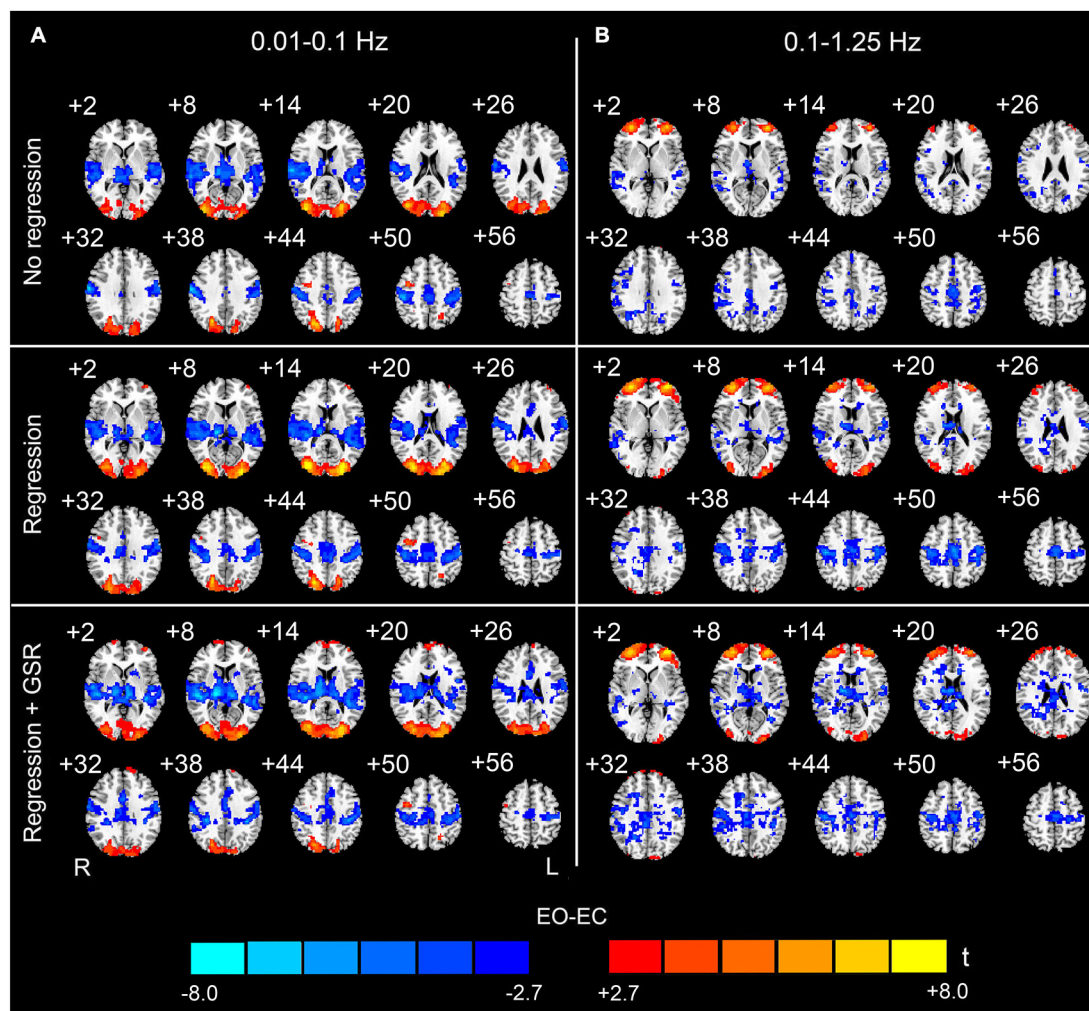 A 0.01-0.1 Hz B 0.1-1.25 Hz
No regression
+2 +8 +14 +20 +26 +2 +8 +14 +20 +26
+32 +38 +44 +50 +56 +32 +38 +44 +50 +56
Regression
+2 +8 +14 +20 +26 +2 +8 +14 +20 +26
+32 +38 +44 +50 +56 +32 +38 +44 +50 +56
Regression + GSR
+2 +8 +14 +20 +26 +2 +8 +14 +20 +26
+32 +38 +44 +50 +56 +32 +38 +44 +50 +56
R L
EO-EC
t
-8.0 -2.7 +2.7 +8.0